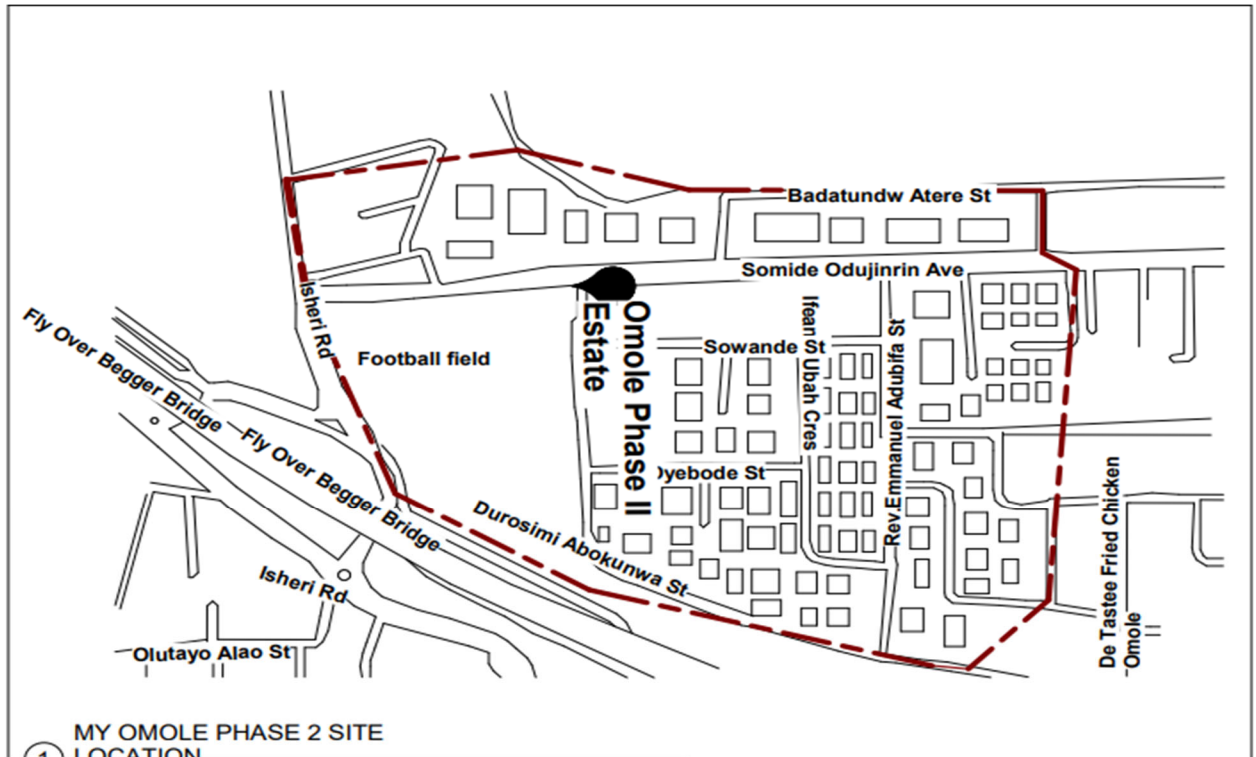 Badatundw Atere St
Somide Odujinrin Ave
Isheri Rd
Fly Over Begger Bridge
Football field
Omole Phase II
Estate
Sowande St
Ifean Ubah Cres
Rev.Emmanuel Adubifa St
Fly Over Begger Bridge
Oyebode St
Durosimi Abokunwa St
De Tastee Fried Chicken
Omole
Isheri Rd
Olutayo Alao St
1
MY OMOLE PHASE 2 SITE
LOCATION